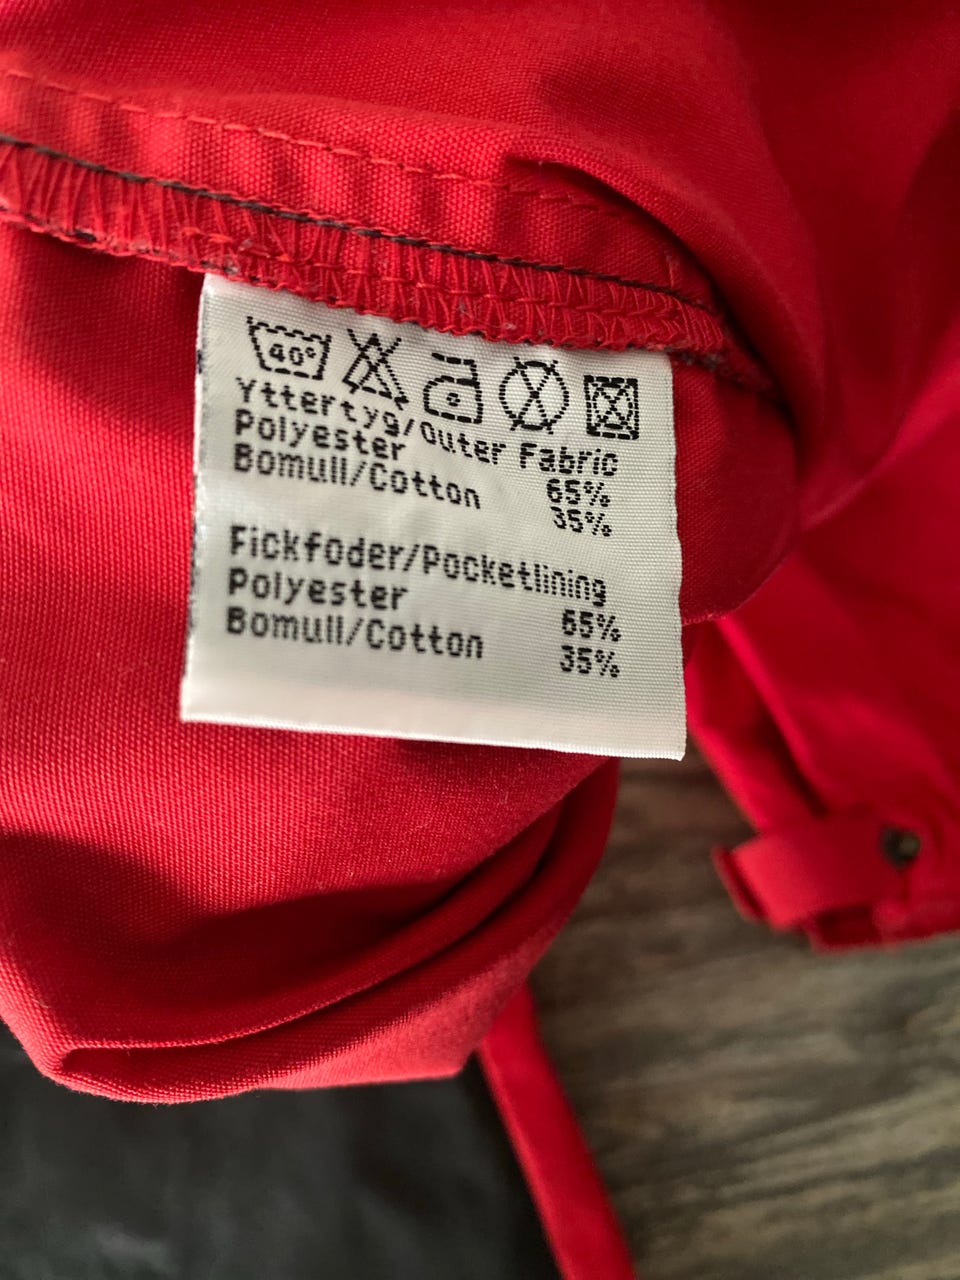 40°
Yttertyg/Outer Fabric
Polyester 65%
Bomull/Cotton 35%
Fickfoder/Pocketlining
Polyester 65%
Bomull/Cotton 35%